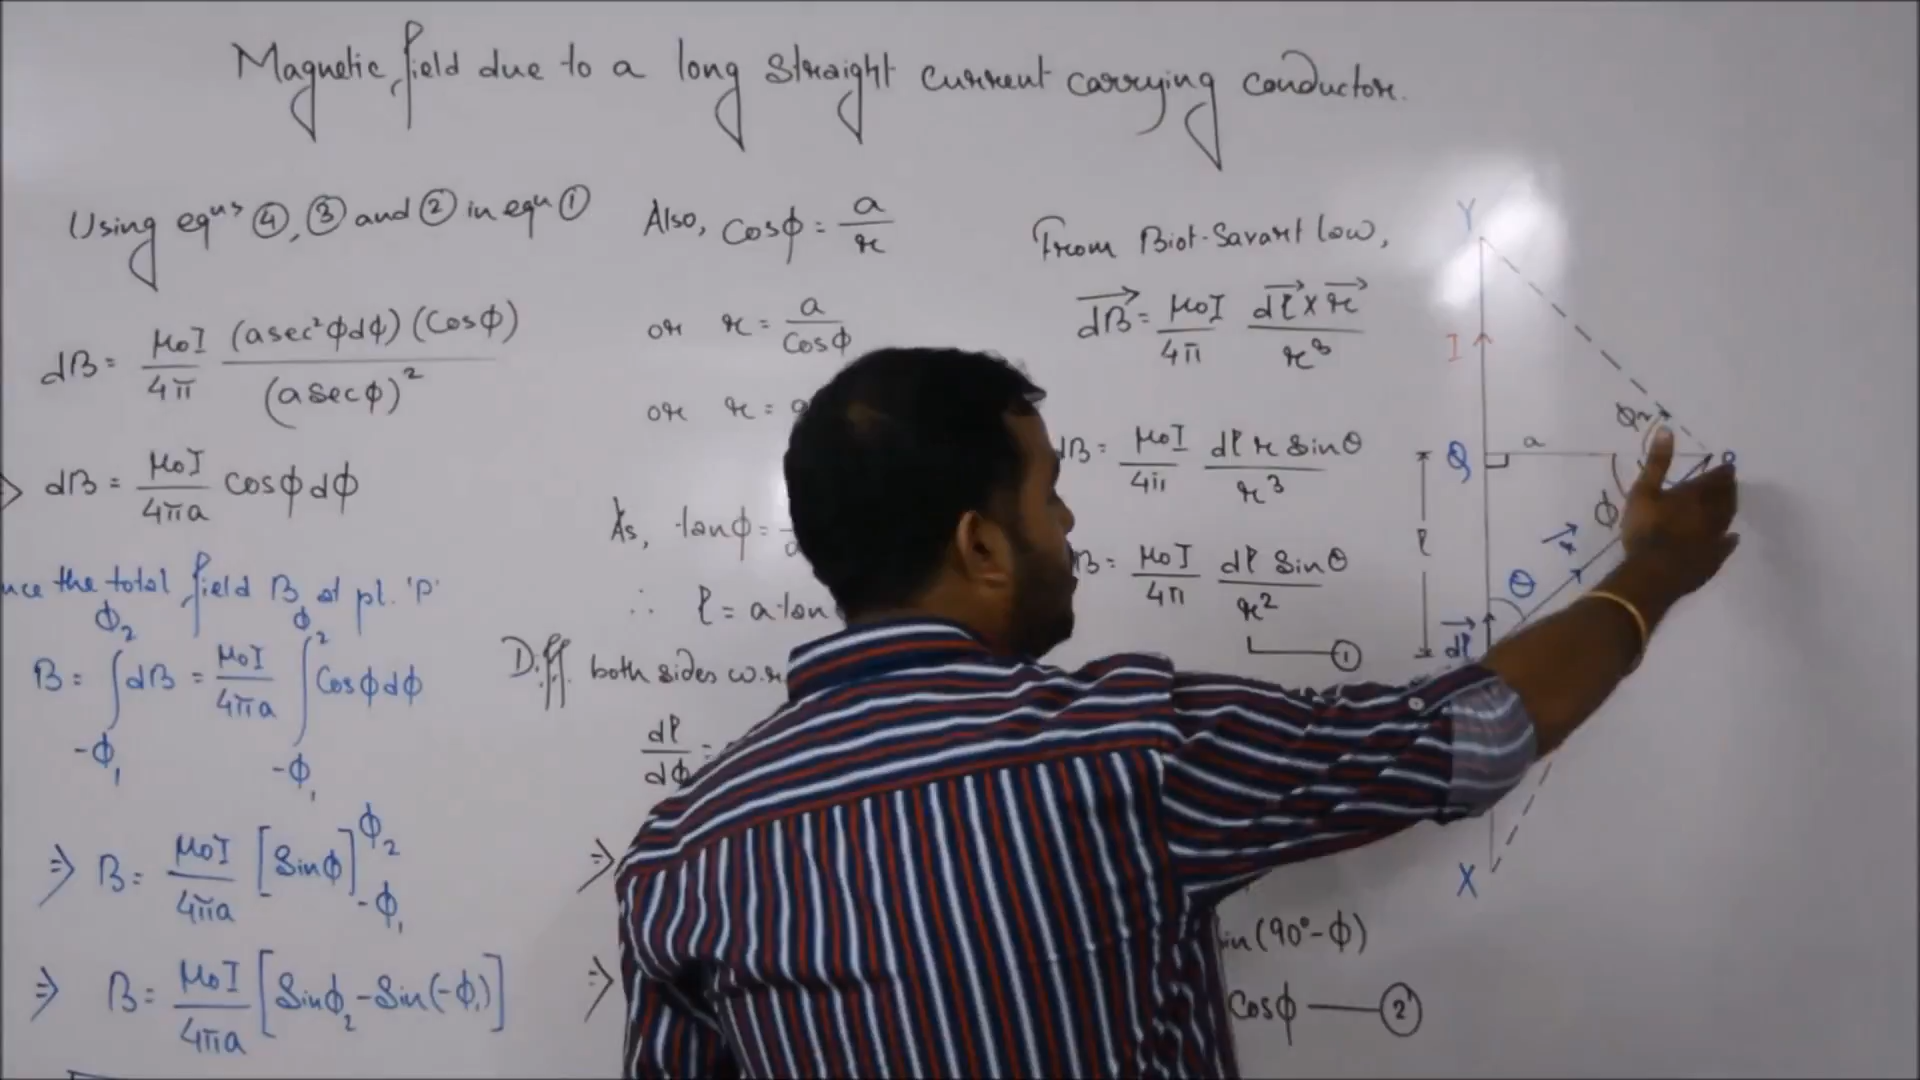 Magnetic field due to a long straight current carrying conductor.
Using eqns ④, ③ and ② in eqn ①
dB = μ₀I/4π (a sec²ϕ dϕ) (Cosϕ)/(a secϕ)²
dB = μ₀I/4πa cosϕ dϕ
the total field B at pt. 'P'
B = ∫_{-ϕ₁}^{ϕ₂} dB = μ₀I/4πa ∫_{-ϕ₁}^{ϕ₂} Cosϕ dϕ
⇒ B = μ₀I/4πa [Sinϕ]_{-ϕ₁}^{ϕ₂}
⇒ B = μ₀I/4πa [Sinϕ₂ - Sin(-ϕ₁)]
Also, cosϕ = a/r
or r = a/cosϕ
or r =
As, tanϕ =
∴ l = a tan
Diff. both sides w.r.
dl/dϕ =
⇒
⇒
From Biot-Savart law,
dB⃗ = μ₀I/4π dl⃗ x r⃗/r³
dB = μ₀I/4π dl r sinθ/r³
B = μ₀I/4π dl sinθ/r²
①
in (90° - ϕ)
cosϕ — ②
Y
I
Q
a
ϕ₂
P
ϕ
l
r⃗
θ
dl⃗
X